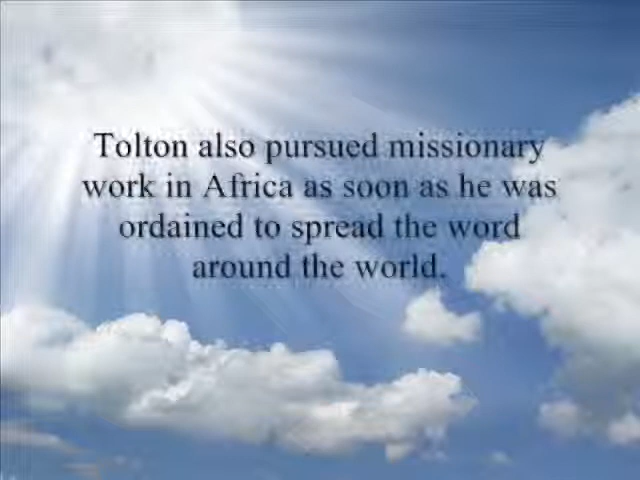 Tolton also pursued missionary
work in Africa as soon as he was
ordained to spread the word
around the world.